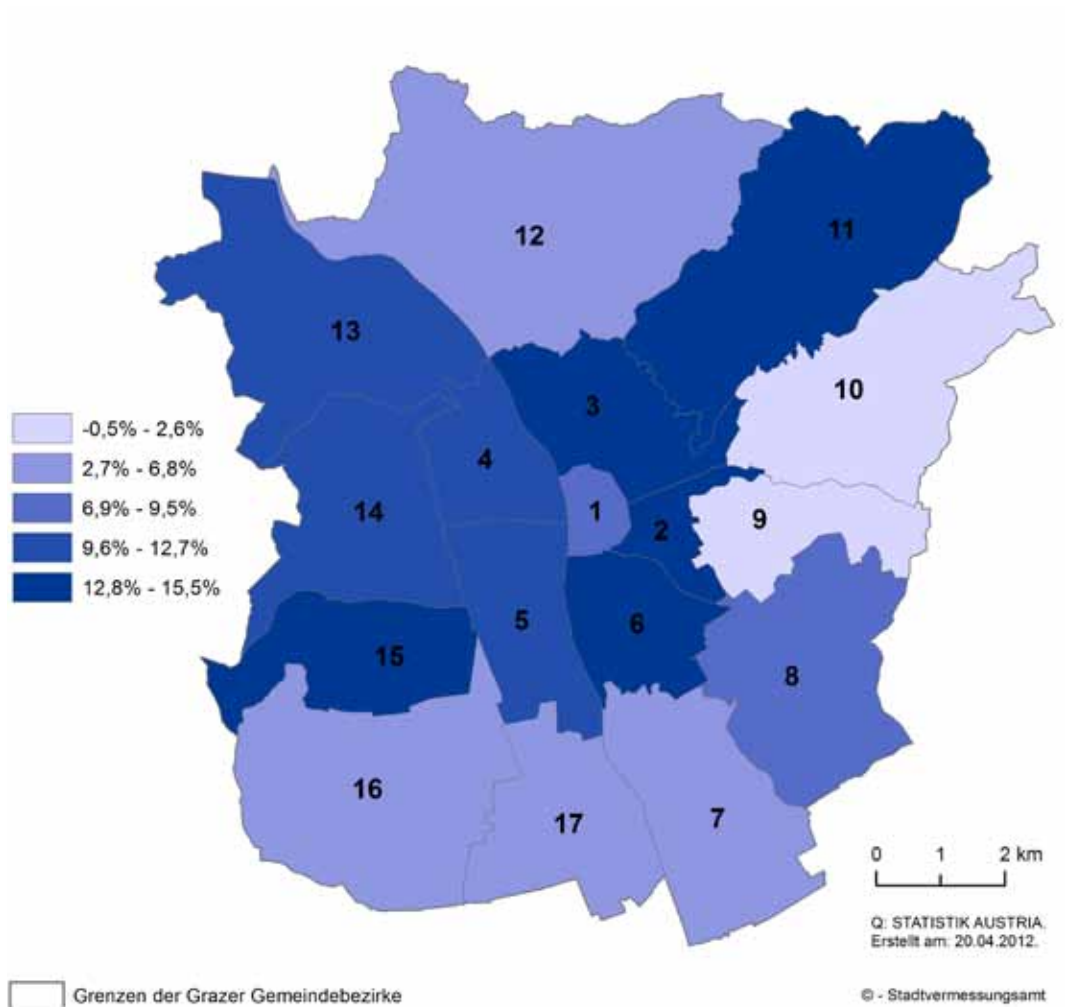 12
11
13
10
3
-0,5% - 2,6%
4
2,7% - 6,8%
6,9% - 9,5%
14
1
9
2
9,6% - 12,7%
12,8% - 15,5%
5
6
15
8
16
17
7
0 1 2 km
Q: STATISTIK AUSTRIA.
Erstellt am: 20.04.2012.
Grenzen der Grazer Gemeindebezirke
© - Stadtvermessungsamt